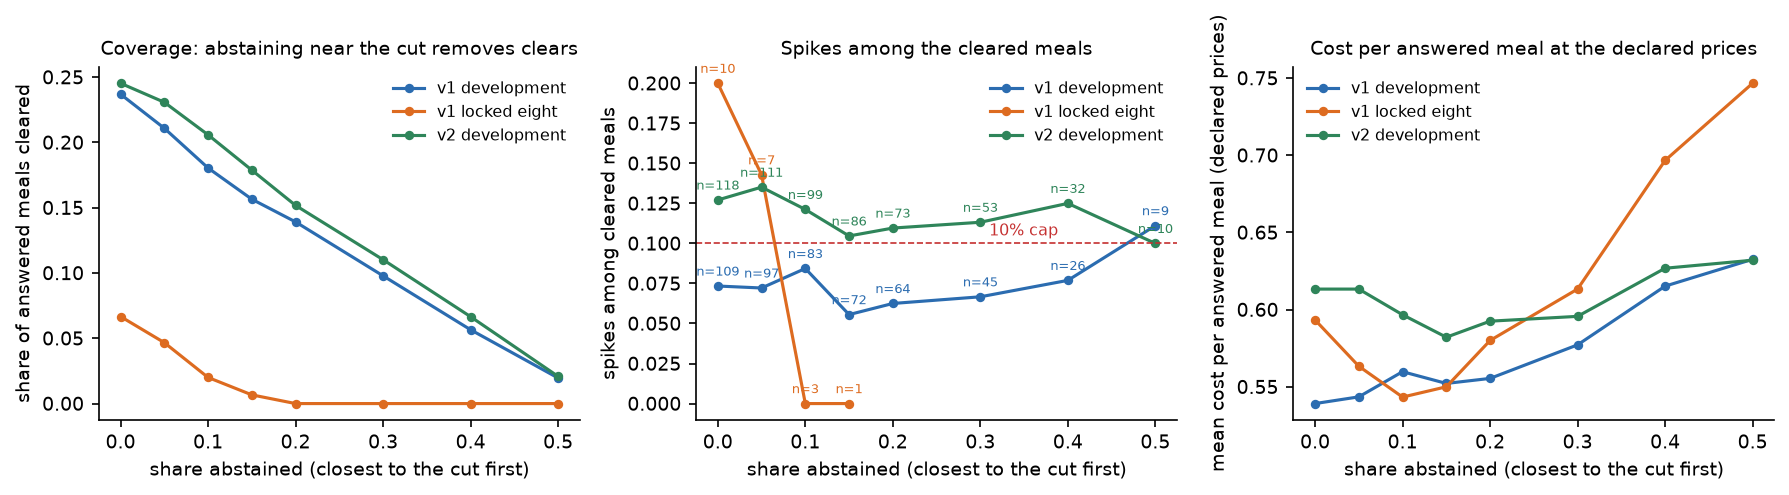 Coverage: abstaining near the cut removes clears
share of answered meals cleared
0.25
0.20
0.15
0.10
0.05
0.00
v1 development
v1 locked eight
v2 development
0.0 0.1 0.2 0.3 0.4 0.5
share abstained (closest to the cut first)
Spikes among the cleared meals
spikes among cleared meals
0.200
0.175
0.150
0.125
0.100
0.075
0.050
0.025
0.000
v1 development
v1 locked eight
v2 development
n=10
n=7
n=118 n=111
n=99
n=86
n=73
n=53
n=32
n=10
10% cap
n=9
n=109 n=97
n=83
n=72
n=64
n=45
n=26
n=3 n=1
0.0 0.1 0.2 0.3 0.4 0.5
share abstained (closest to the cut first)
Cost per answered meal at the declared prices
mean cost per answered meal (declared prices)
0.75
0.70
0.65
0.60
0.55
v1 development
v1 locked eight
v2 development
0.0 0.1 0.2 0.3 0.4 0.5
share abstained (closest to the cut first)